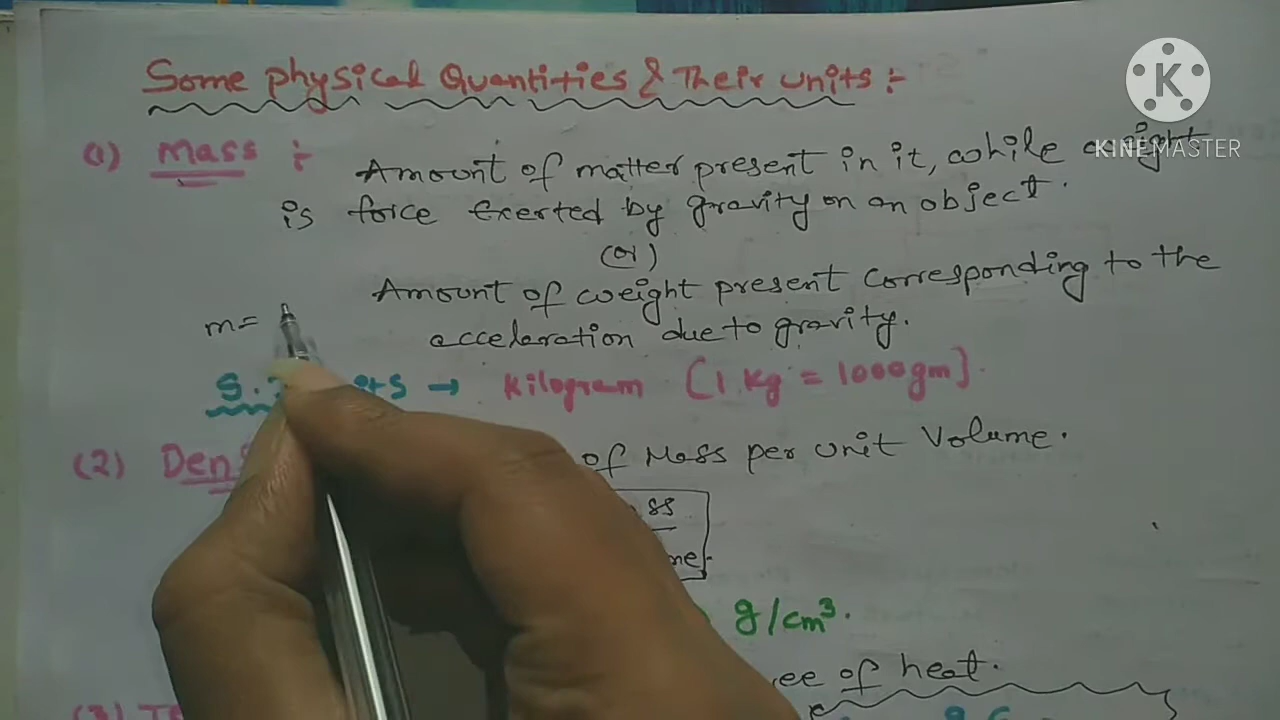 Some physical Quantities & Their units :-
K
KINEMASTER
(1) Mass :- Amount of matter present in it, while weight
is force exerted by gravity on an object.
(or)
Amount of weight present corresponding to the
m= acceleration due to gravity.
S. → Kilogram [1 Kg = 1000gm].
(2) of Mass per unit Volume.
g/cm³.
of heat.
(3)